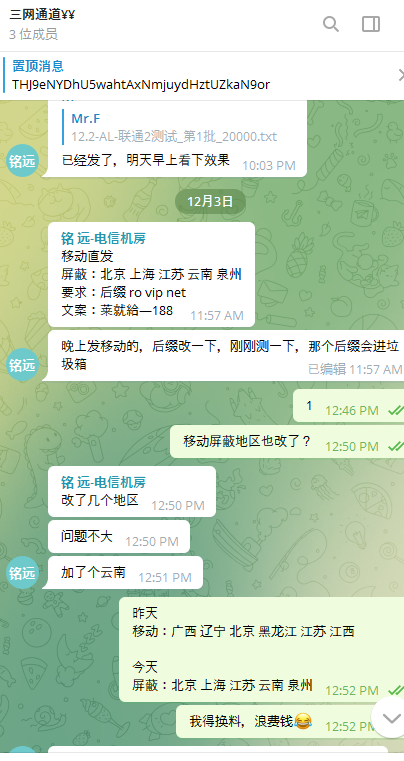 三网通道¥¥
3 位成员
置顶消息
THJ9eNYDhU5wahtAxNmjuydHztUZkaN9or
Mr.F
12.2-AL-联通2测试_第1批_20000.txt
铭远
已经发了，明天早上看下效果 10:03 PM
12月3日
铭 远-电信机房
移动直发
屏蔽：北京 上海 江苏 云南 泉州
要求：后缀 ro vip net
文案：莱就給—188 11:57 AM
铭远
晚上发移动的，后缀改一下，刚刚测一下，那个后缀会进垃
圾箱 已编辑 11:57 AM
1 12:46 PM
移动屏蔽地区也改了？ 12:50 PM
铭 远-电信机房
改了几个地区 12:50 PM
问题不大 12:50 PM
铭远
加了个云南 12:51 PM
昨天
移动：广西 辽宁 北京 黑龙江 江苏 江西
今天
屏蔽：北京 上海 江苏 云南 泉州 12:52 PM
我得换料，浪费钱😂 12:52 PM